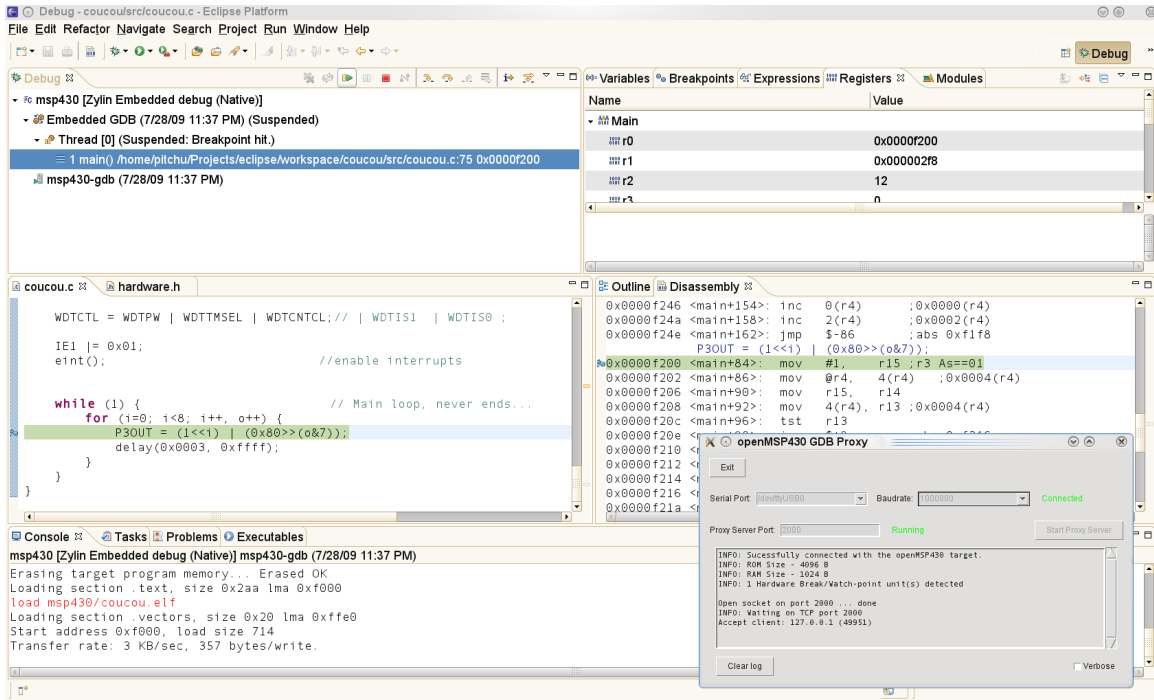 Debug - coucou/src/coucou.c - Eclipse Platform
File Edit Refactor Navigate Search Project Run Window Help
Debug
Debug
msp430 [Zylin Embedded debug (Native)]
Embedded GDB (7/28/09 11:37 PM) (Suspended)
Thread [0] (Suspended: Breakpoint hit.)
1 main() /home/pitchu/Projects/eclipse/workspace/coucou/src/coucou.c:75 0x0000f200
msp430-gdb (7/28/09 11:37 PM)
Variables Breakpoints Expressions Registers Modules
Name Value
Main
r0 0x0000f200
r1 0x000002f8
r2 12
r3 0
coucou.c hardware.h
WDTCTL = WDTPW | WDTTMSEL | WDTCNTCL;// | WDTIS1 | WDTIS0 ;
IE1 |= 0x01;
eint(); //enable interrupts
while (1) { // Main loop, never ends...
for (i=0; i<8; i++, o++) {
P3OUT = (1<<i) | (0x80>>(o&7));
delay(0x0003, 0xffff);
}
}
}
Outline Disassembly
0x0000f246 <main+154>: inc 0(r4) ;0x0000(r4)
0x0000f24a <main+158>: inc 2(r4) ;0x0002(r4)
0x0000f24e <main+162>: jmp $-86 ;abs 0xf1f8
P3OUT = (1<<i) | (0x80>>(o&7));
0x0000f200 <main+84>: mov #1, r15 ;r3 As==01
0x0000f202 <main+86>: mov @r4, 4(r4) ;0x0004(r4)
0x0000f206 <main+90>: mov r15, r14
0x0000f208 <main+92>: mov 4(r4), r13 ;0x0004(r4)
0x0000f20c <main+96>: tst r13
0x0000f20e
0x0000f210
0x0000f212
0x0000f214
0x0000f216
0x0000f21a
Console Tasks Problems Executables
msp430 [Zylin Embedded debug (Native)] msp430-gdb (7/28/09 11:37 PM)
Erasing target program memory... Erased OK
Loading section .text, size 0x2aa lma 0xf000
load msp430/coucou.elf
Loading section .vectors, size 0x20 lma 0xffe0
Start address 0xf000, load size 714
Transfer rate: 3 KB/sec, 357 bytes/write.
openMSP430 GDB Proxy
Exit
Serial Port: /dev/ttyUSB0 Baudrate: 1000000 Connected
Proxy Server Port: 2000 Running Start Proxy Server
INFO: Sucessfully connected with the openMSP430 target.
INFO: ROM Size - 4096 B
INFO: RAM Size - 1024 B
INFO: 1 Hardware Break/Watch-point unit(s) detected
Open socket on port 2000 ... done
INFO: Waiting on TCP port 2000
Accept client: 127.0.0.1 (49951)
Clear log Verbose